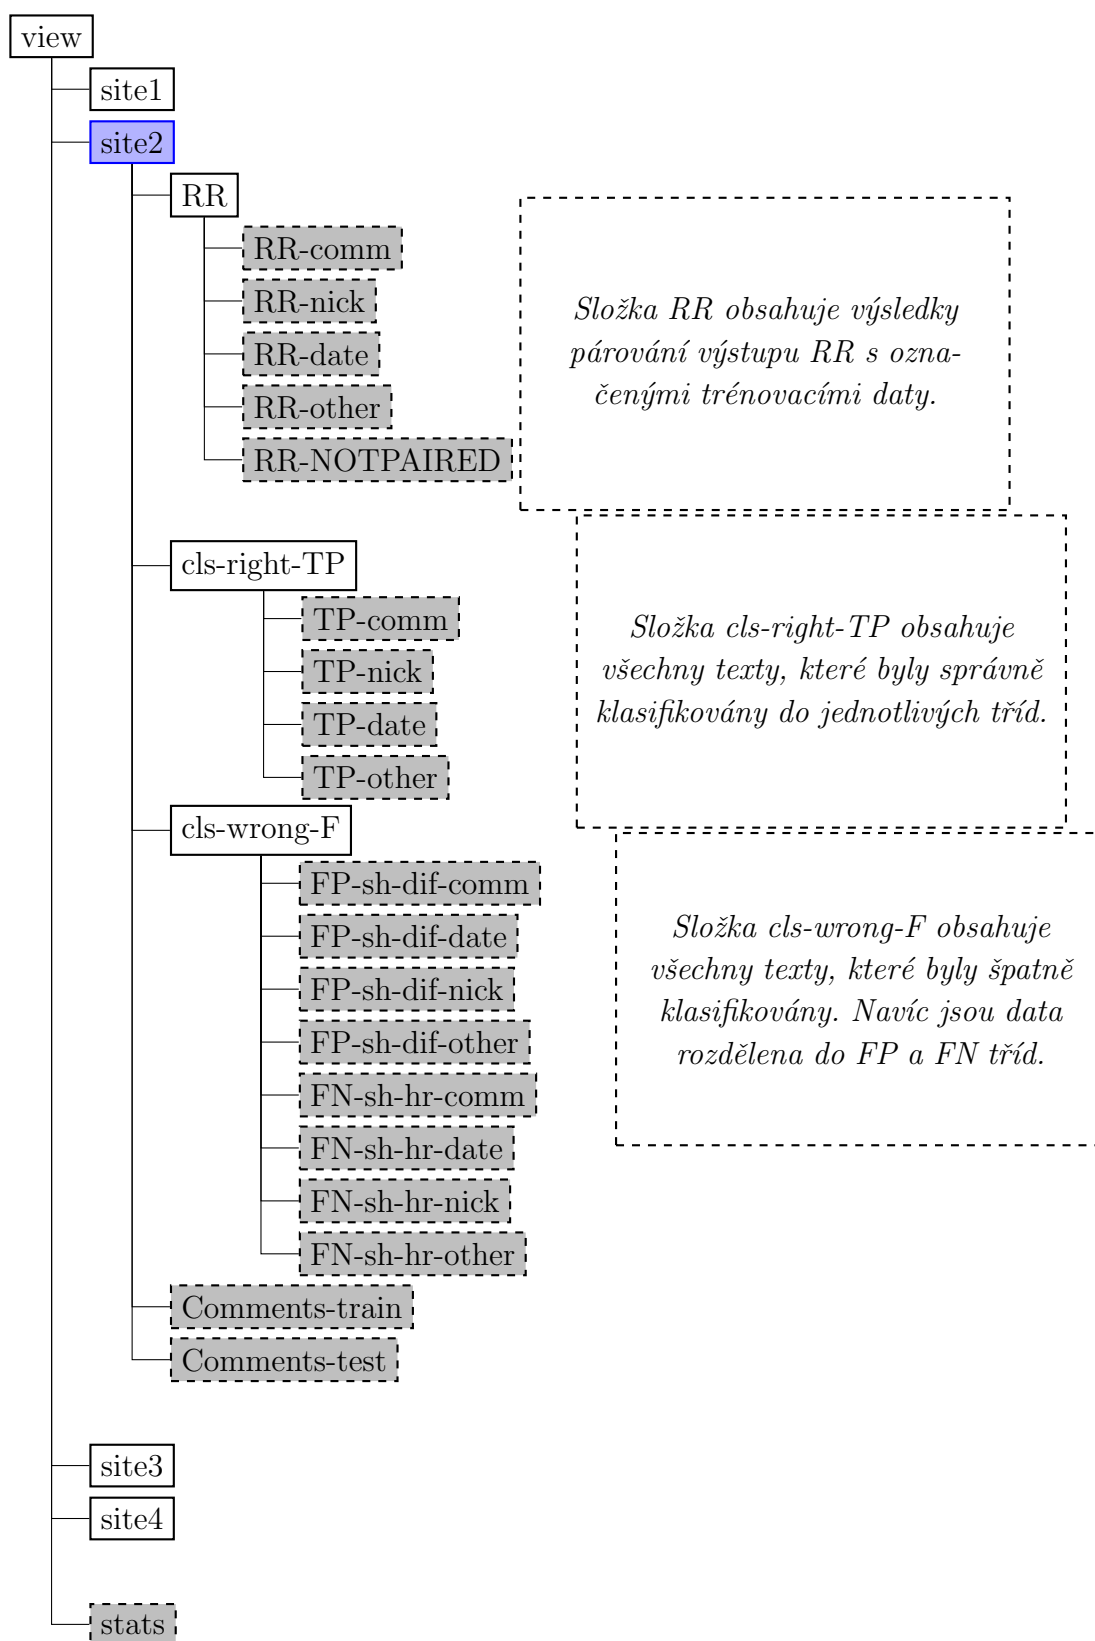 view
site1
site2
RR
RR-comm
RR-nick
RR-date
RR-other
RR-NOTPAIRED
Složka RR obsahuje výsledky
párování výstupu RR s ozna-
čenými trénovacími daty.
cls-right-TP
TP-comm
TP-nick
TP-date
TP-other
Složka cls-right-TP obsahuje
všechny texty, které byly správně
klasifikovány do jednotlivých tříd.
cls-wrong-F
FP-sh-dif-comm
FP-sh-dif-date
FP-sh-dif-nick
FP-sh-dif-other
FN-sh-hr-comm
FN-sh-hr-date
FN-sh-hr-nick
FN-sh-hr-other
Složka cls-wrong-F obsahuje
všechny texty, které byly špatně
klasifikovány. Navíc jsou data
rozdělena do FP a FN tříd.
Comments-train
Comments-test
site3
site4
stats